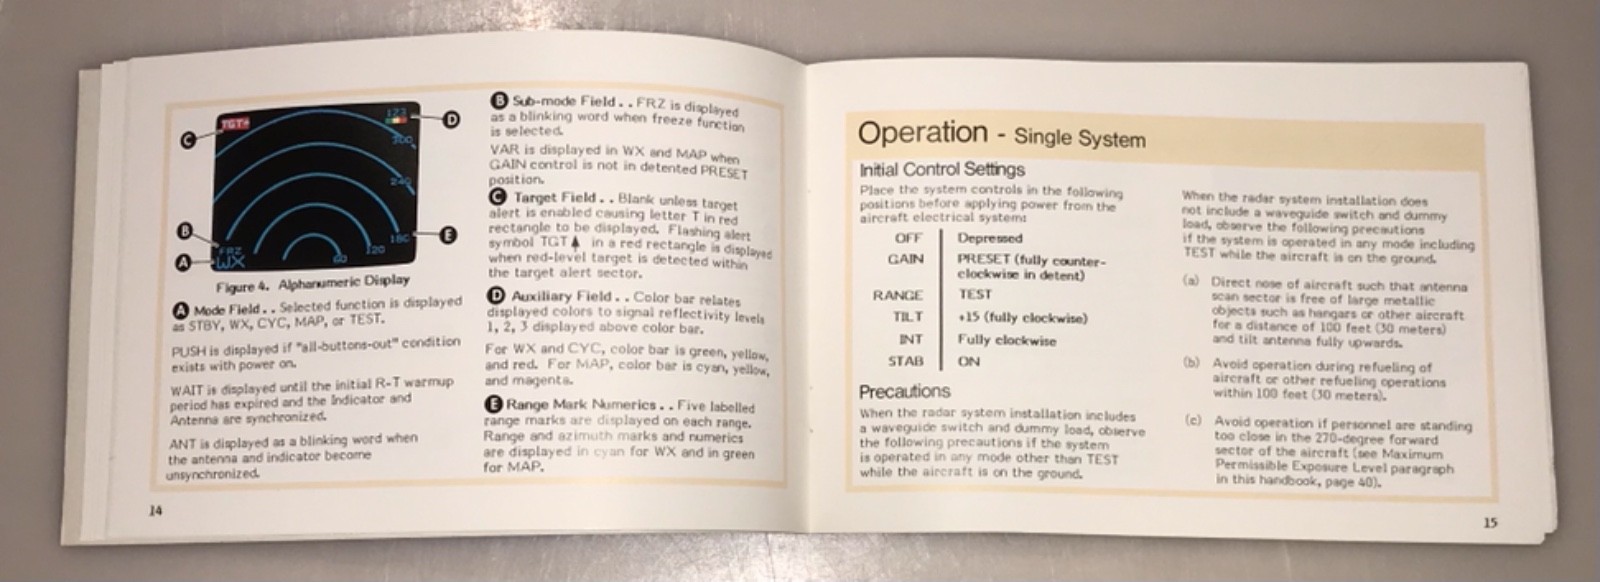 C
TGT
123
D
300
240
180
E
120
60
B
FRZ
A
WX
Figure 4. Alphanumeric Display
A Mode Field . . Selected function is displayed
as STBY, WX, CYC, MAP, or TEST.
PUSH is displayed if "all-buttons-out" condition
exists with power on.
WAIT is displayed until the initial R-T warmup
period has expired and the Indicator and
Antenna are synchronized.
ANT is displayed as a blinking word when
the antenna and indicator become
unsynchronized.
14
B Sub-mode Field . . FRZ is displayed
as a blinking word when freeze function
is selected.
VAR is displayed in WX and MAP when
GAIN control is not in detented PRESET
position.
C Target Field . . Blank unless target
alert is enabled causing letter T in red
rectangle to be displayed. Flashing alert
symbol TGT in a red rectangle is displayed
when red-level target is detected within
the target alert sector.
D Auxiliary Field . . Color bar relates
displayed colors to signal reflectivity levels
1, 2, 3 displayed above color bar.
For WX and CYC, color bar is green, yellow,
and red. For MAP, color bar is cyan, yellow,
and magenta.
E Range Mark Numerics . . Five labelled
range marks are displayed on each range.
Range and azimuth marks and numerics
are displayed in cyan for WX and in green
for MAP.
Operation - Single System
Initial Control Settings
Place the system controls in the following
positions before applying power from the
aircraft electrical system:
OFF Depressed
GAIN PRESET (fully counter-
clockwise in detent)
RANGE TEST
TILT +15 (fully clockwise)
INT Fully clockwise
STAB ON
Precautions
When the radar system installation includes
a waveguide switch and dummy load, observe
the following precautions if the system
is operated in any mode other than TEST
while the aircraft is on the ground.
When the radar system installation does
not include a waveguide switch and dummy
load, observe the following precautions
if the system is operated in any mode including
TEST while the aircraft is on the ground.
(a) Direct nose of aircraft such that antenna
scan sector is free of large metallic
objects such as hangars or other aircraft
for a distance of 100 feet (30 meters)
and tilt antenna fully upwards.
(b) Avoid operation during refueling of
aircraft or other refueling operations
within 100 feet (30 meters).
(c) Avoid operation if personnel are standing
too close in the 270-degree forward
sector of the aircraft (see Maximum
Permissible Exposure Level paragraph
in this handbook, page 40).
15